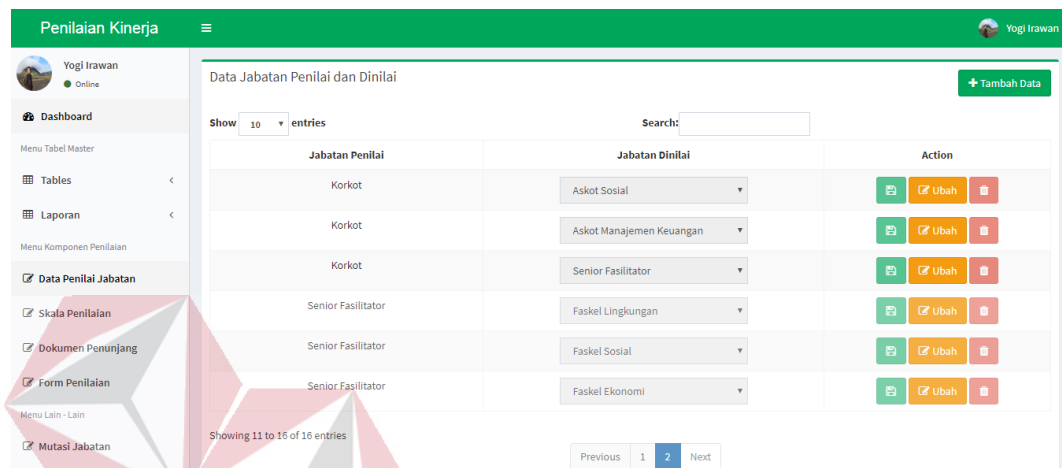 Penilaian Kinerja
Yogi Irawan
Yogi Irawan
Online
Dashboard
Menu Tabel Master
Tables
Laporan
Menu Komponen Penilaian
Data Penilai Jabatan
Skala Penilaian
Dokumen Penunjang
Form Penilaian
Menu Lain - Lain
Mutasi Jabatan
Data Jabatan Penilai dan Dinilai
Tambah Data
Show 10 entries Search:
Jabatan Penilai Jabatan Dinilai Action
Korkot Askot Sosial Ubah
Korkot Askot Manajemen Keuangan Ubah
Korkot Senior Fasilitator Ubah
Senior Fasilitator Faskel Lingkungan Ubah
Senior Fasilitator Faskel Sosial Ubah
Senior Fasilitator Faskel Ekonomi Ubah
Showing 11 to 16 of 16 entries
Previous 1 2 Next